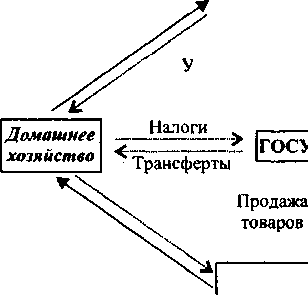 У
Домашнее
хозяйство
Налоги
Трансферты
ГОСУ
Продажа
товаров